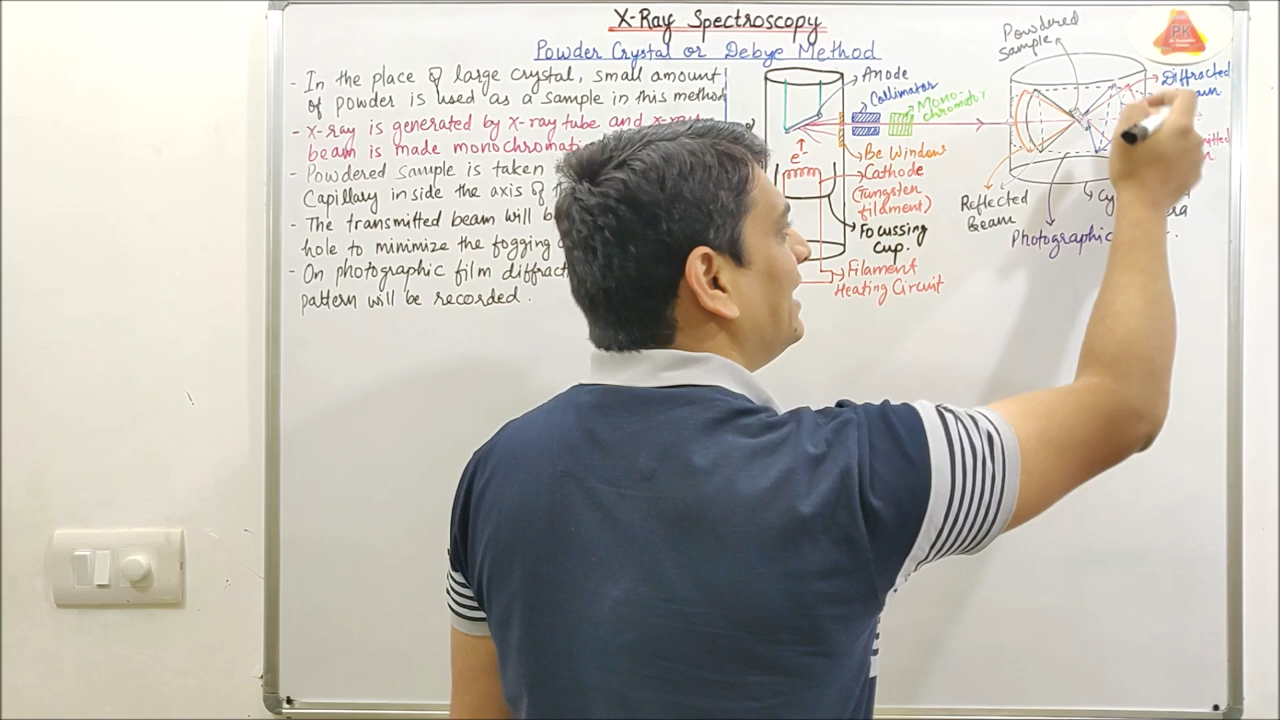 X-Ray Spectroscopy
Powder Crystal or Debye Method
- In the place of large crystal, small amount
of powder is used as a sample in this method
- X-ray is generated by X-ray tube and X-ray
beam is made monochromati
- Powdered sample is taken
Capillary inside the axis of
- The transmitted beam will b
hole to minimize the fogging
- On photographic film diffract
pattern will be recorded.
Anode
Collimator
Mono-
chromator
e-
Be Window
Cathode
(Tungsten
filament)
Focussing
Cup.
Filament
Heating Circuit
Powdered
Sample
PK
Diffracted
Beam.
Reflected
Beam
Photographic